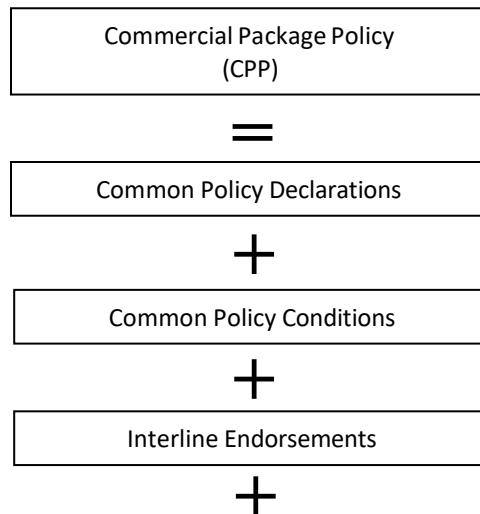 Commercial Package Policy
(CPP)
=
Common Policy Declarations
+
Common Policy Conditions
+
Interline Endorsements
+